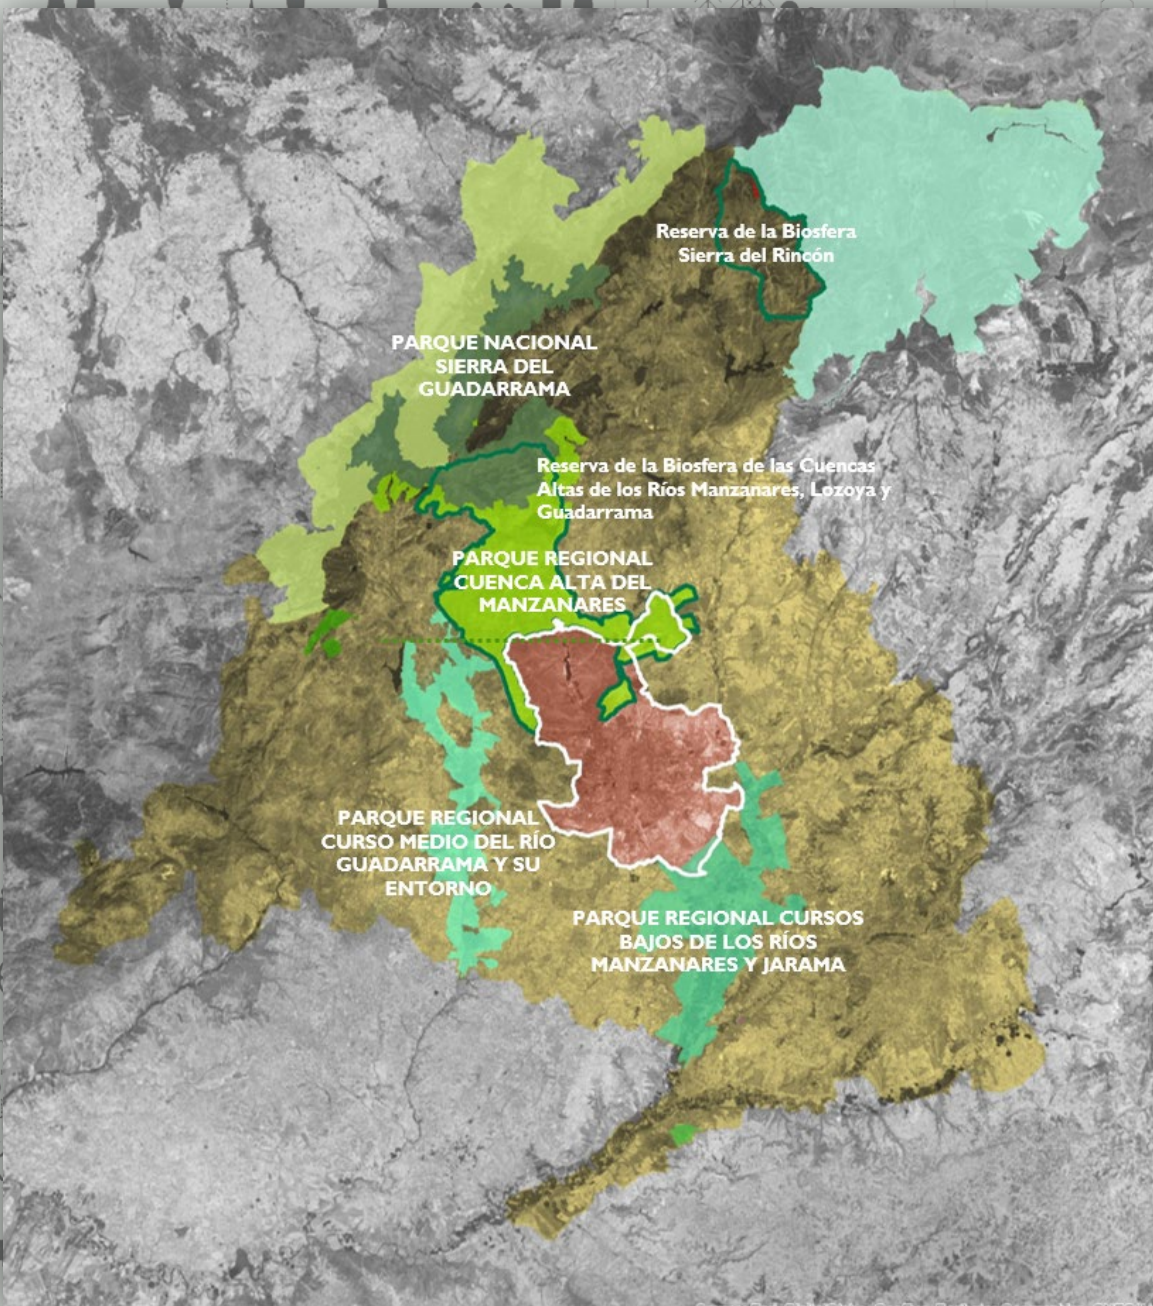 Reserva de la Biosfera
Sierra del Rincón
PARQUE NACIONAL
SIERRA DEL
GUADARRAMA
Reserva de la Biosfera de las Cuencas
Altas de los Ríos Manzanares, Lozoya y
Guadarrama
PARQUE REGIONAL
CUENCA ALTA DEL
MANZANARES
PARQUE REGIONAL
CURSO MEDIO DEL RÍO
GUADARRAMA Y SU
ENTORNO
PARQUE REGIONAL CURSOS
BAJOS DE LOS RÍOS
MANZANARES Y JARAMA